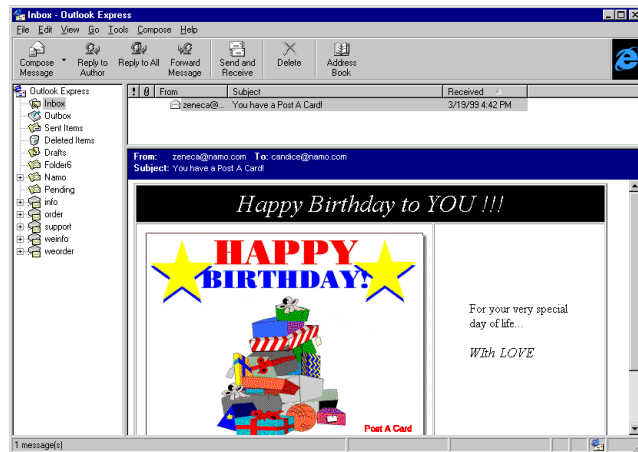 Inbox - Outlook Express
File Edit View Go Tools Compose Help
Compose Message
Reply to Author
Reply to All
Forward Message
Send and Receive
Delete
Address Book
Outlook Express
Inbox
Outbox
Sent Items
Deleted Items
Drafts
Folder6
Namo
Pending
info
order
support
weinfo
weorder
! From Subject Received
zeneca@... You have a Post A Card! 3/19/99 4:42 PM
From: zeneca@namo.com To: candice@namo.com
Subject: You have a Post A Card!
Happy Birthday to YOU !!!
HAPPY
BIRTHDAY!
Post A Card
For your very special
day of life...
WIth LOVE
1 message(s)